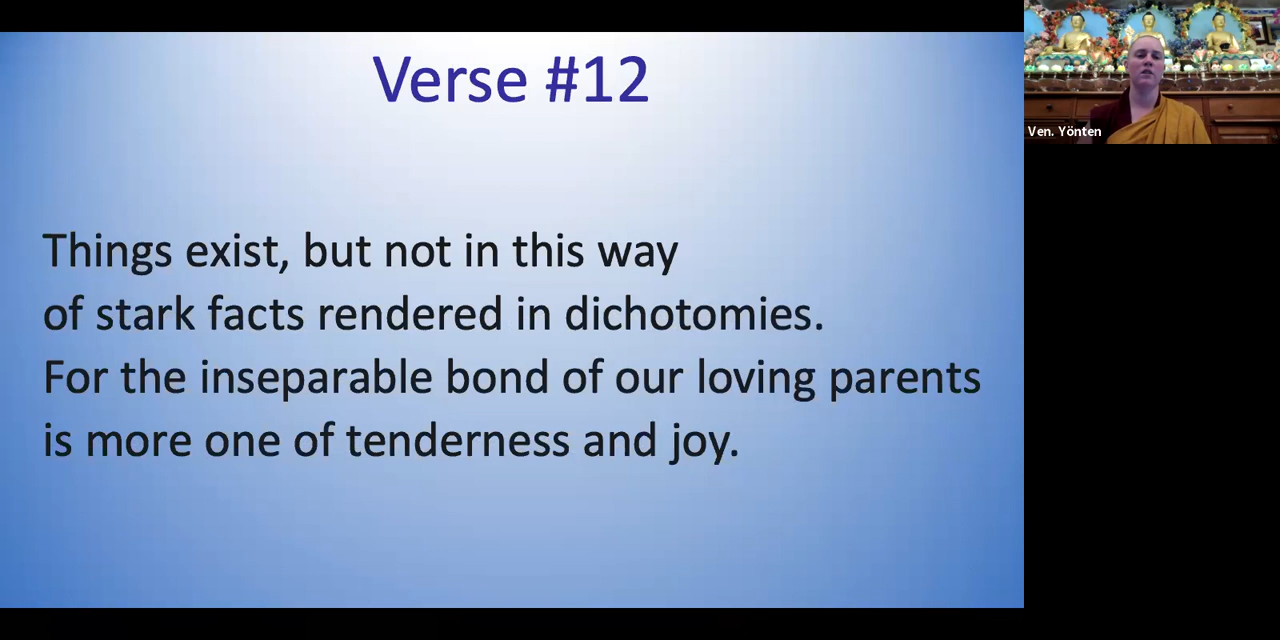 Verse #12
Things exist, but not in this way
of stark facts rendered in dichotomies.
For the inseparable bond of our loving parents
is more one of tenderness and joy.
Ven. Yönten